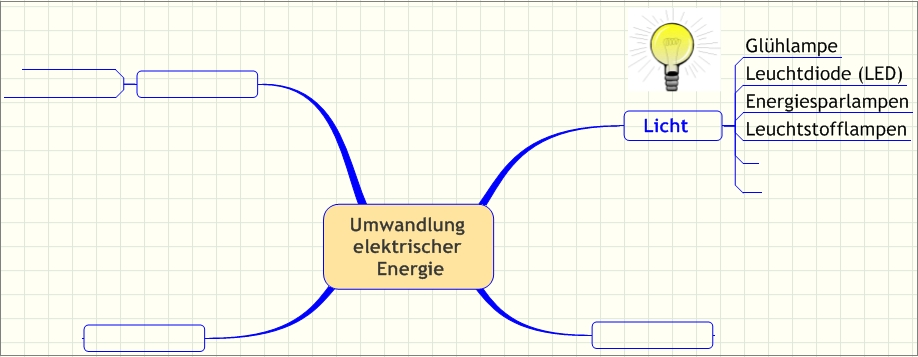 Glühlampe
Leuchtdiode (LED)
Energiesparlampen
Licht
Leuchtstofflampen
Umwandlung
elektrischer
Energie